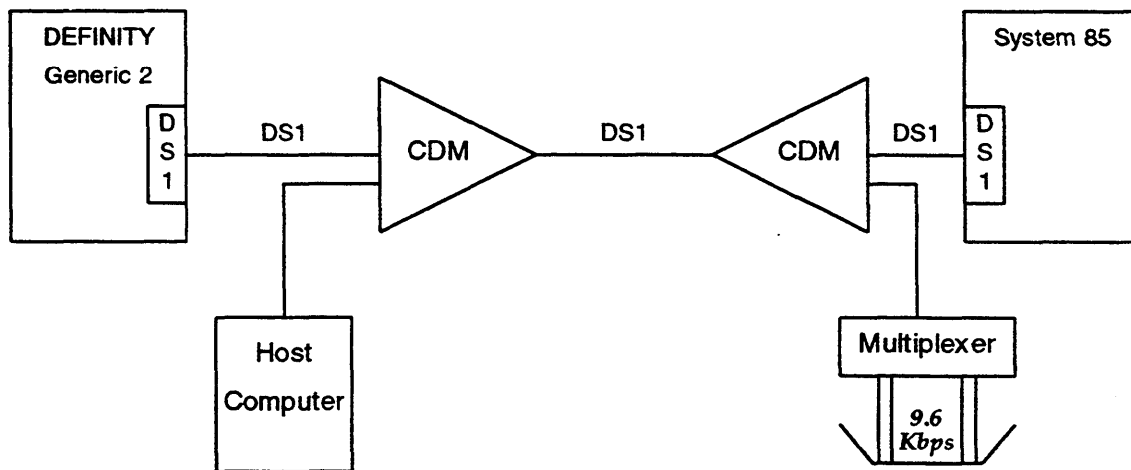 DEFINITY
Generic 2
System 85
D
S
1
DS1
CDM
DS1
CDM
DS1
D
S
1
Host
Computer
Multiplexer
9.6
Kbps